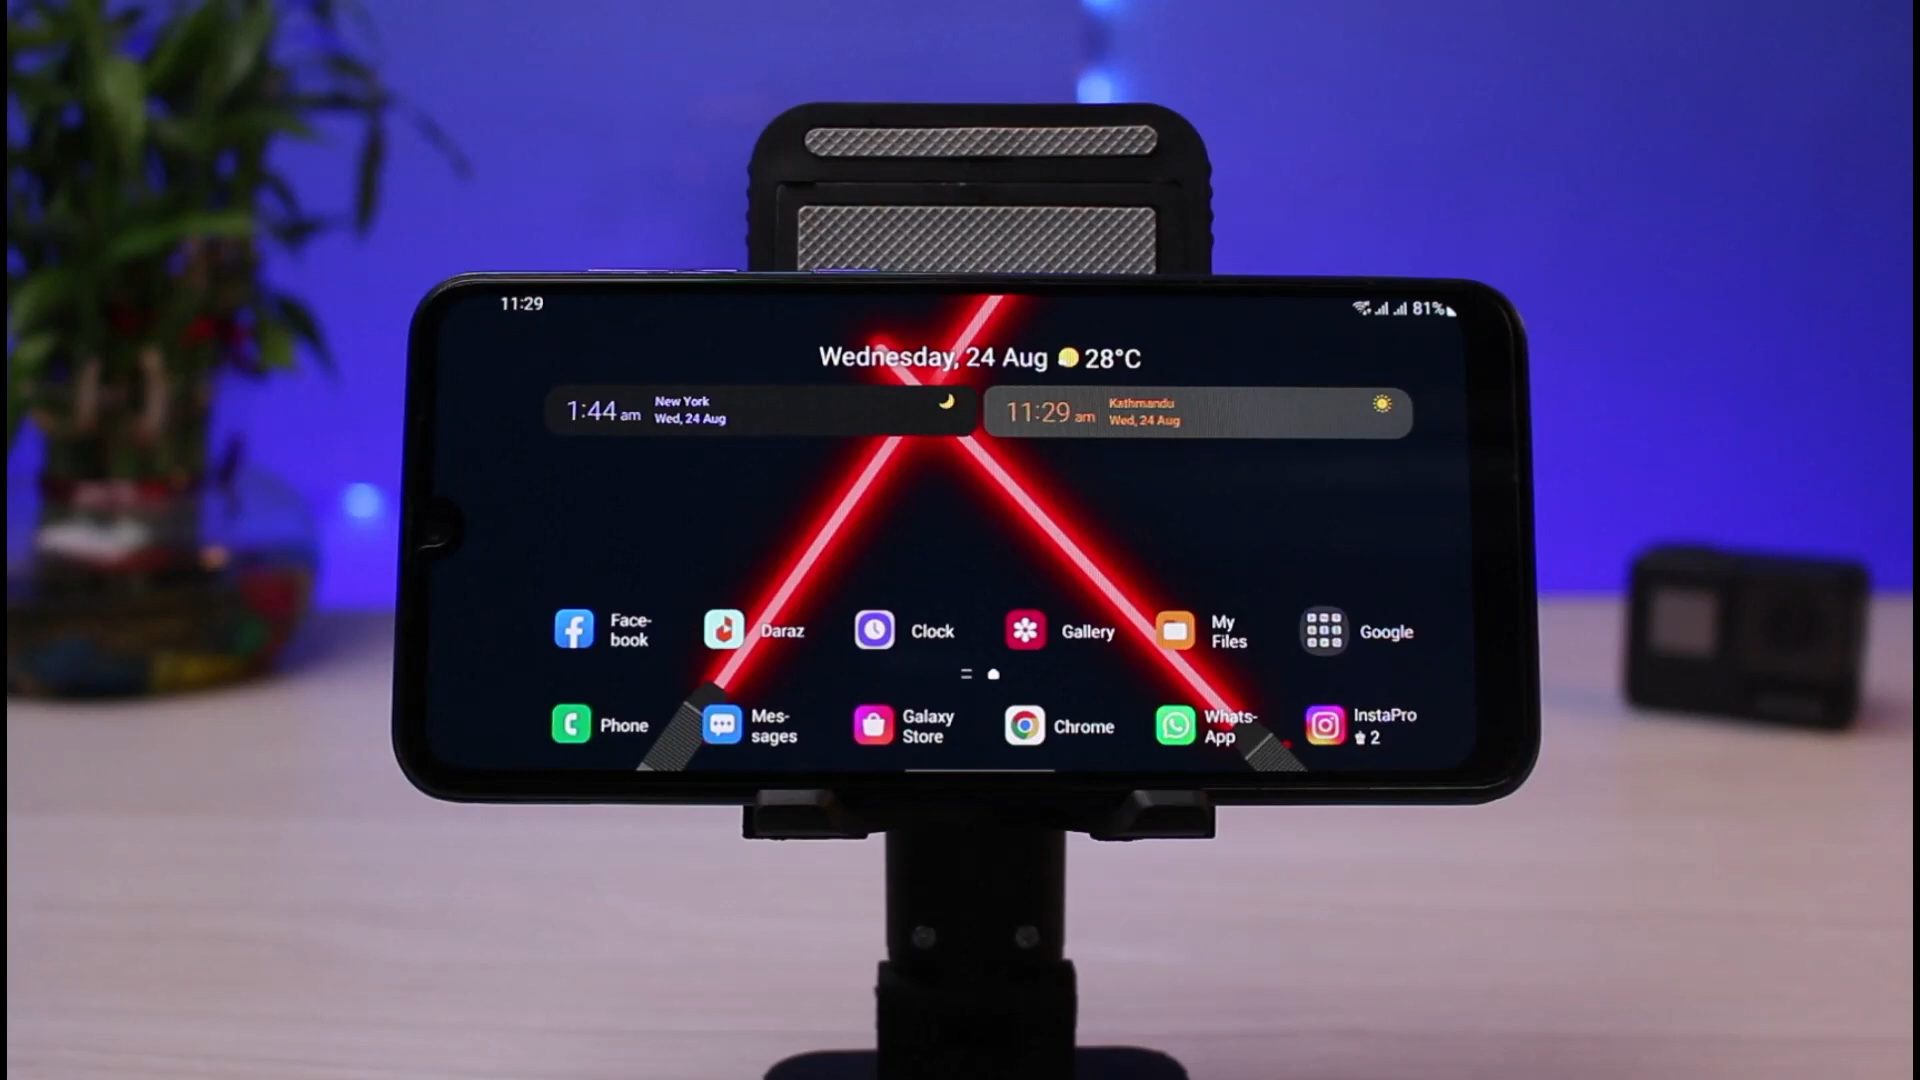 11:29
81%
Wednesday, 24 Aug 28°C
1:44 am
New York
Wed, 24 Aug
11:29 am
Kathmandu
Wed, 24 Aug
Face-
book
Daraz
Clock
Gallery
My
Files
Google
Phone
Mes-
sages
Galaxy
Store
Chrome
Whats-
App
InstaPro
2